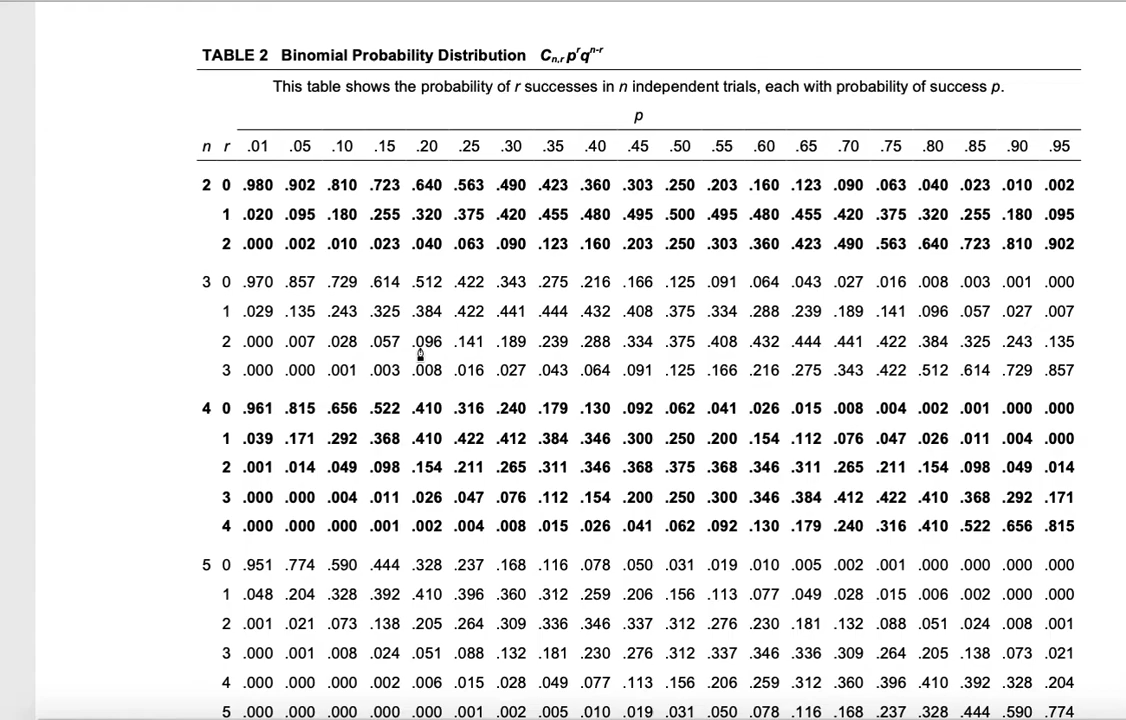 TABLE 2 Binomial Probability Distribution Cn,r p^r q^n-r
This table shows the probability of r successes in n independent trials, each with probability of success p.
p
n r .01 .05 .10 .15 .20 .25 .30 .35 .40 .45 .50 .55 .60 .65 .70 .75 .80 .85 .90 .95
2 0 .980 .902 .810 .723 .640 .563 .490 .423 .360 .303 .250 .203 .160 .123 .090 .063 .040 .023 .010 .002
1 .020 .095 .180 .255 .320 .375 .420 .455 .480 .495 .500 .495 .480 .455 .420 .375 .320 .255 .180 .095
2 .000 .002 .010 .023 .040 .063 .090 .123 .160 .203 .250 .303 .360 .423 .490 .563 .640 .723 .810 .902
3 0 .970 .857 .729 .614 .512 .422 .343 .275 .216 .166 .125 .091 .064 .043 .027 .016 .008 .003 .001 .000
1 .029 .135 .243 .325 .384 .422 .441 .444 .432 .408 .375 .334 .288 .239 .189 .141 .096 .057 .027 .007
2 .000 .007 .028 .057 .096 .141 .189 .239 .288 .334 .375 .408 .432 .444 .441 .422 .384 .325 .243 .135
3 .000 .000 .001 .003 .008 .016 .027 .043 .064 .091 .125 .166 .216 .275 .343 .422 .512 .614 .729 .857
4 0 .961 .815 .656 .522 .410 .316 .240 .179 .130 .092 .062 .041 .026 .015 .008 .004 .002 .001 .000 .000
1 .039 .171 .292 .368 .410 .422 .412 .384 .346 .300 .250 .200 .154 .112 .076 .047 .026 .011 .004 .000
2 .001 .014 .049 .098 .154 .211 .265 .311 .346 .368 .375 .368 .346 .311 .265 .211 .154 .098 .049 .014
3 .000 .000 .004 .011 .026 .047 .076 .112 .154 .200 .250 .300 .346 .384 .412 .422 .410 .368 .292 .171
4 .000 .000 .000 .001 .002 .004 .008 .015 .026 .041 .062 .092 .130 .179 .240 .316 .410 .522 .656 .815
5 0 .951 .774 .590 .444 .328 .237 .168 .116 .078 .050 .031 .019 .010 .005 .002 .001 .000 .000 .000 .000
1 .048 .204 .328 .392 .410 .396 .360 .312 .259 .206 .156 .113 .077 .049 .028 .015 .006 .002 .000 .000
2 .001 .021 .073 .138 .205 .264 .309 .336 .346 .337 .312 .276 .230 .181 .132 .088 .051 .024 .008 .001
3 .000 .001 .008 .024 .051 .088 .132 .181 .230 .276 .312 .337 .346 .336 .309 .264 .205 .138 .073 .021
4 .000 .000 .000 .002 .006 .015 .028 .049 .077 .113 .156 .206 .259 .312 .360 .396 .410 .392 .328 .204
5 .000 .000 .000 .000 .000 .001 .002 .005 .010 .019 .031 .050 .078 .116 .168 .237 .328 .444 .590 .774